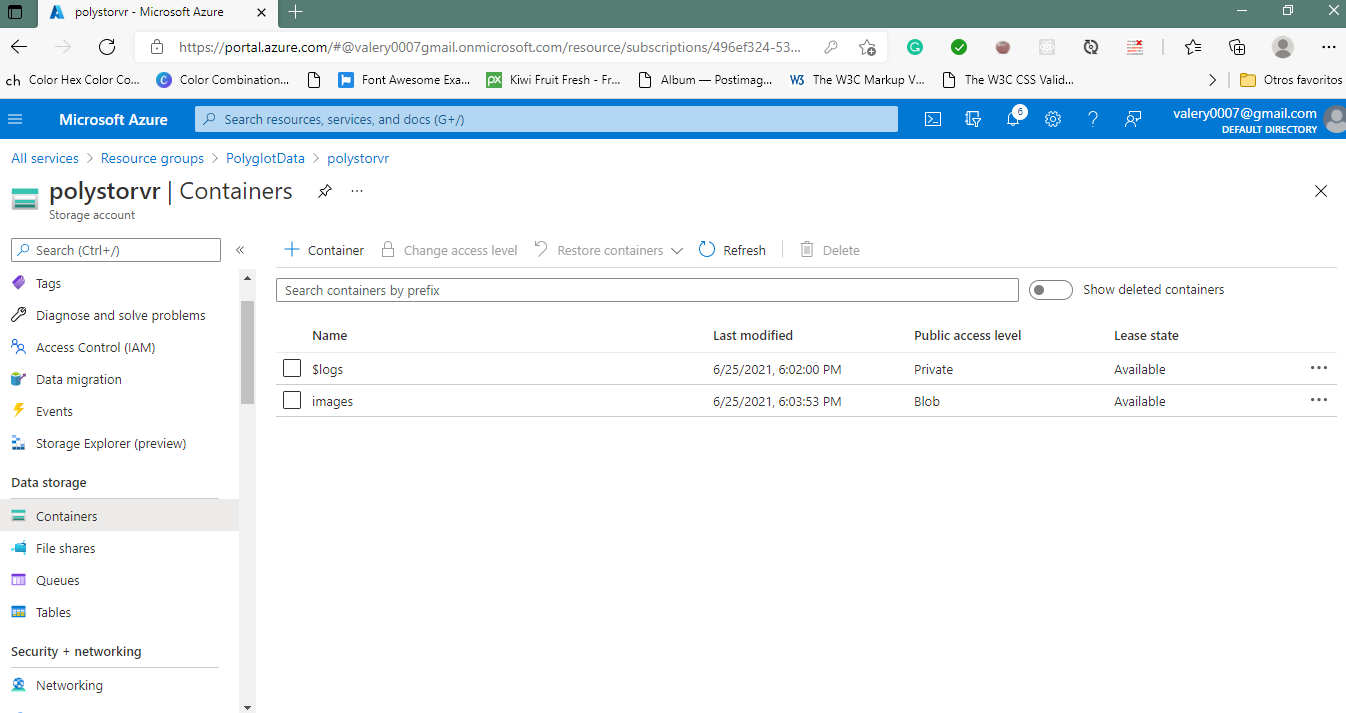 polystorvr - Microsoft Azure
https://portal.azure.com/#@valery0007gmail.onmicrosoft.com/resource/subscriptions/496ef324-53...
ch Color Hex Color Co... Color Combination... Font Awesome Exa... px Kiwi Fruit Fresh - Fr... Album — Postimag... W3 The W3C Markup V... The W3C CSS Valid... Otros favoritos
Microsoft Azure Search resources, services, and docs (G+/) 6 valery0007@gmail.com
DEFAULT DIRECTORY
All services > Resource groups > PolyglotData > polystorvr
polystorvr | Containers ...
Storage account
Search (Ctrl+/) «
Tags
Diagnose and solve problems
Access Control (IAM)
Data migration
Events
Storage Explorer (preview)
Data storage
Containers
File shares
Queues
Tables
Security + networking
Networking
+ Container Change access level Restore containers Refresh Delete
Search containers by prefix Show deleted containers
Name Last modified Public access level Lease state
$logs 6/25/2021, 6:02:00 PM Private Available ...
images 6/25/2021, 6:03:53 PM Blob Available ...